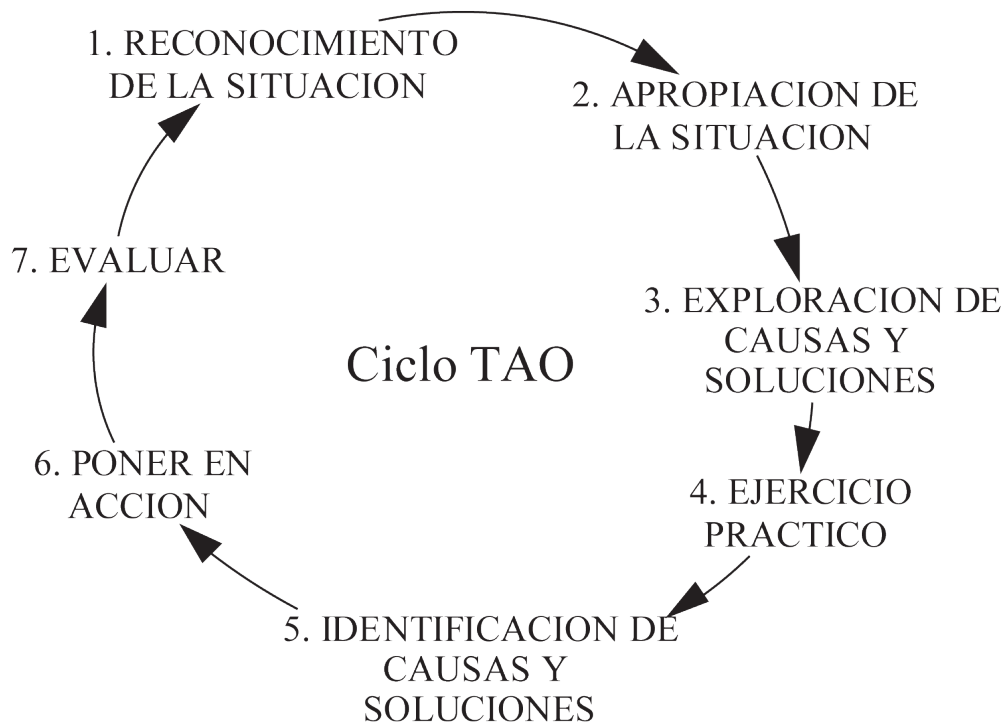 1. RECONOCIMIENTO
DE LA SITUACION
2. APROPIACION DE
LA SITUACION
3. EXPLORACION DE
CAUSAS Y
SOLUCIONES
4. EJERCICIO
PRACTICO
5. IDENTIFICACION DE
CAUSAS Y
SOLUCIONES
6. PONER EN
ACCION
7. EVALUAR
Ciclo TAO